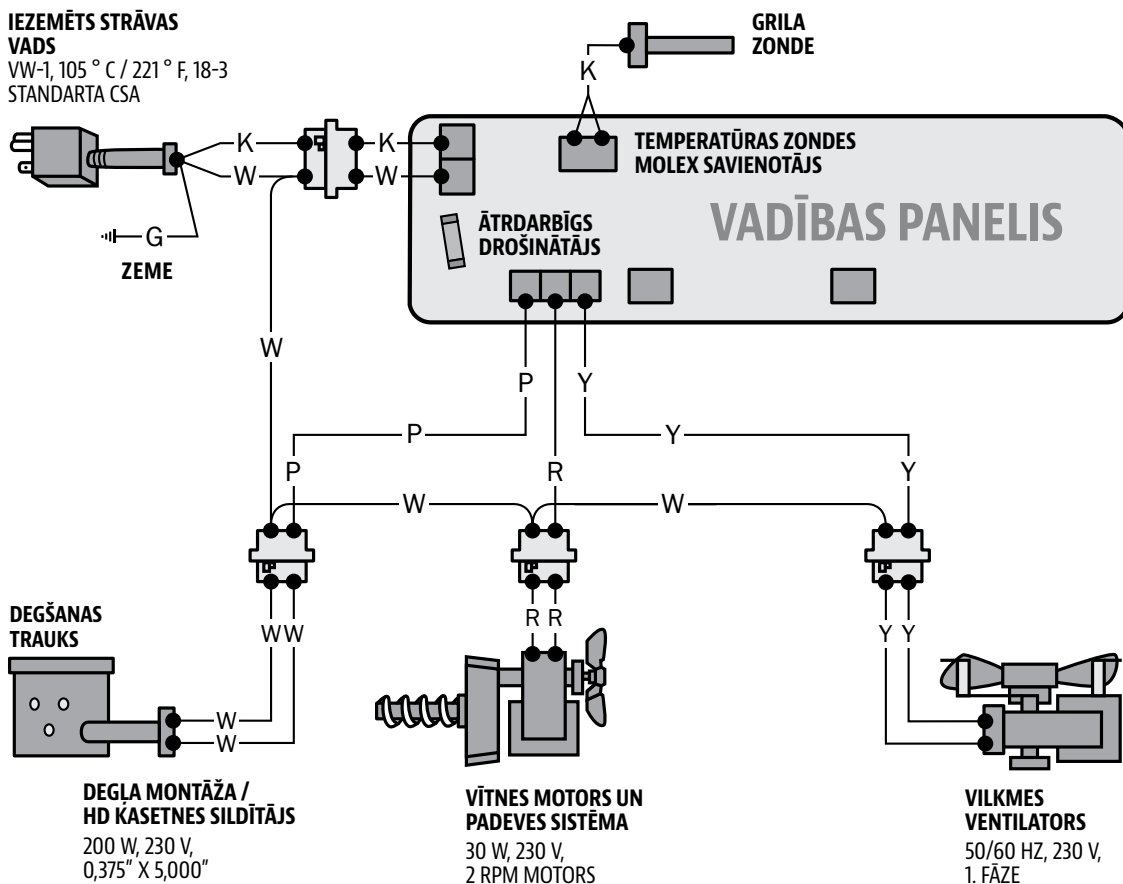 IEZEMĒTS STRĀVAS
VADS
VW-1, 105 ° C / 221 ° F, 18-3
STANDARTA CSA
GRILA
ZONDE
K
K
K
W
W
TEMPERATŪRAS ZONDES
MOLEX SAVIENOTĀJS
VADĪBAS PANELIS
G
ZEME
ĀTRDARBĪGS
DROŠINĀTĀJS
W
P
Y
P
Y
P
R
Y
W
W
DEGŠANAS
TRAUKS
W
W
R
R
Y
Y
W
W
DEGĻA MONTĀŽA /
HD KASETNES SILDĪTĀJS
200 W, 230 V,
0,375" X 5,000"
VĪTNES MOTORS UN
PADEVES SISTĒMA
30 W, 230 V,
2 RPM MOTORS
VILKMES
VENTILATORS
50/60 HZ, 230 V,
1. FĀZE